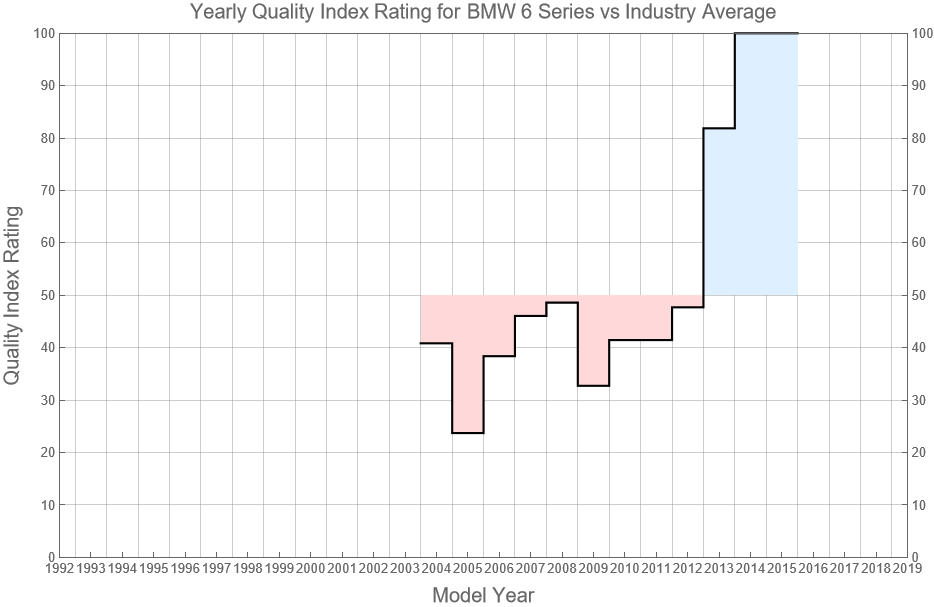 Yearly Quality Index Rating for BMW 6 Series vs Industry Average
100 100
90 90
80 80
70 70
60 60
50 50
40 40
30 30
20 20
10 10
0 0
Quality Index Rating
1992 1993 1994 1995 1996 1997 1998 1999 2000 2001 2002 2003 2004 2005 2006 2007 2008 2009 2010 2011 2012 2013 2014 2015 2016 2017 2018 2019
Model Year